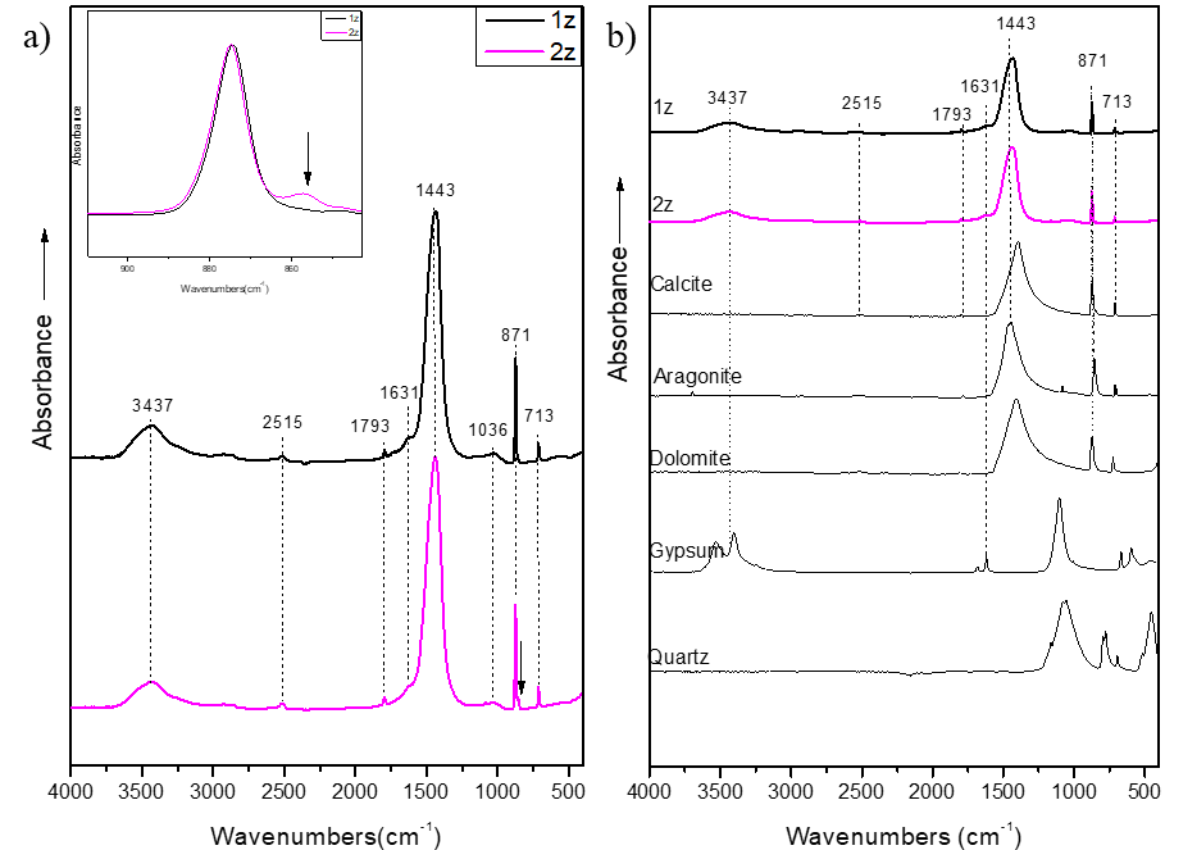 a)
1z
2z
Absorbance
900
880
860
Wavenumbers(cm-1)
1z
2z
1443
871
3437
2515
1793
1631
1036
713
Absorbance
4000 3500 3000 2500 2000 1500 1000 500
Wavenumbers(cm-1)
b)
1443
871
1631
3437
2515
1793
713
1z
2z
Calcite
Aragonite
Dolomite
Gypsum
Quartz
Absorbance
4000 3500 3000 2500 2000 1500 1000 500
Wavenumbers (cm-1)